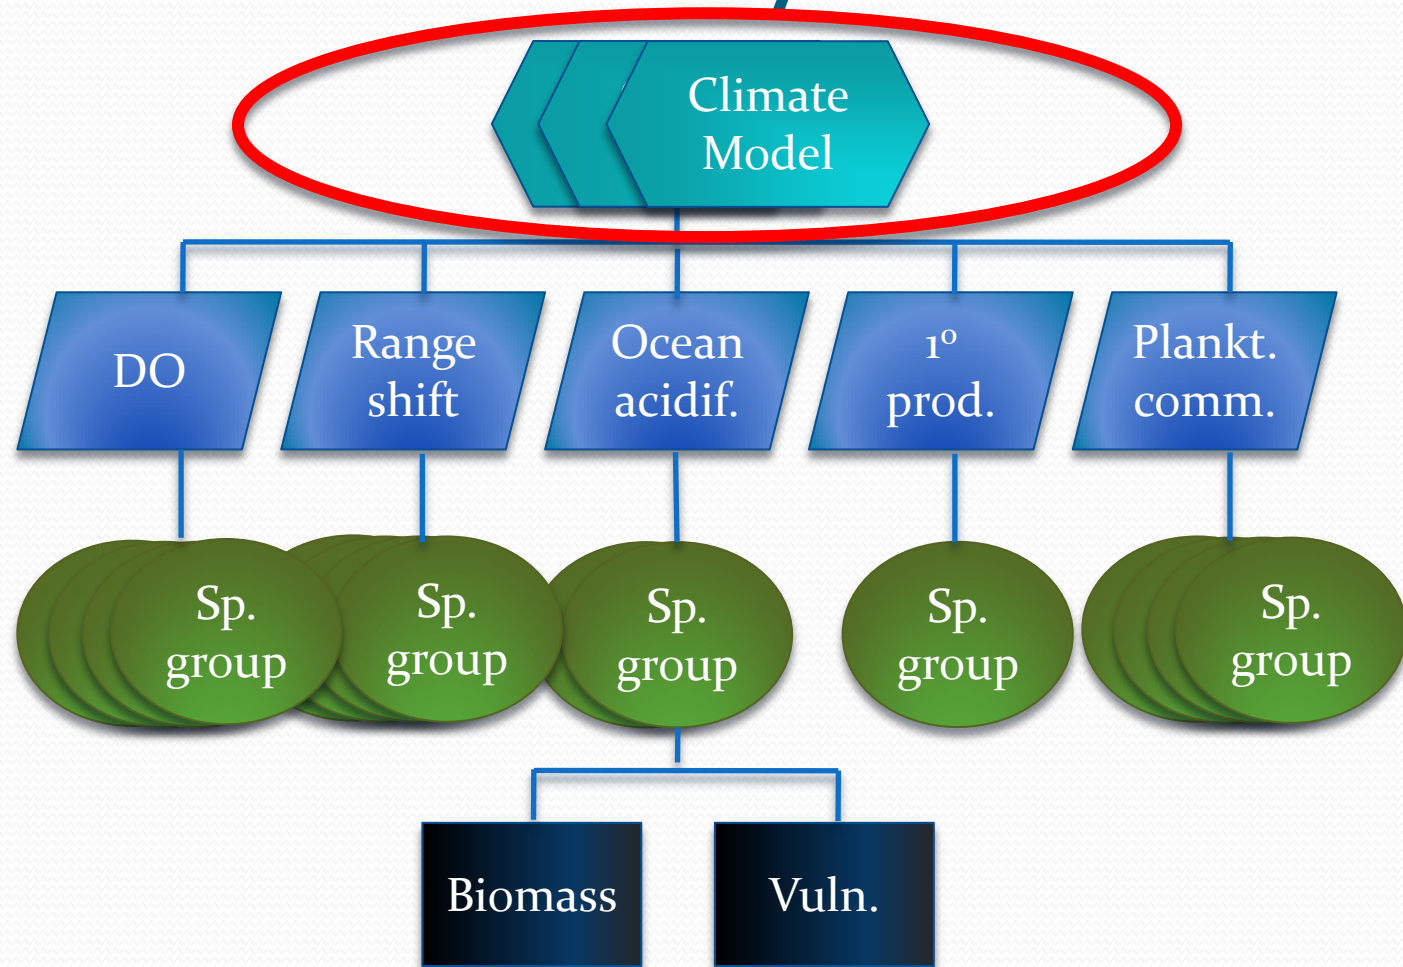 Climate
Model
DO
Range
shift
Ocean
acidif.
1º
prod.
Plankt.
comm.
Sp.
group
Sp.
group
Sp.
group
Sp.
group
Sp.
group
Biomass
Vuln.